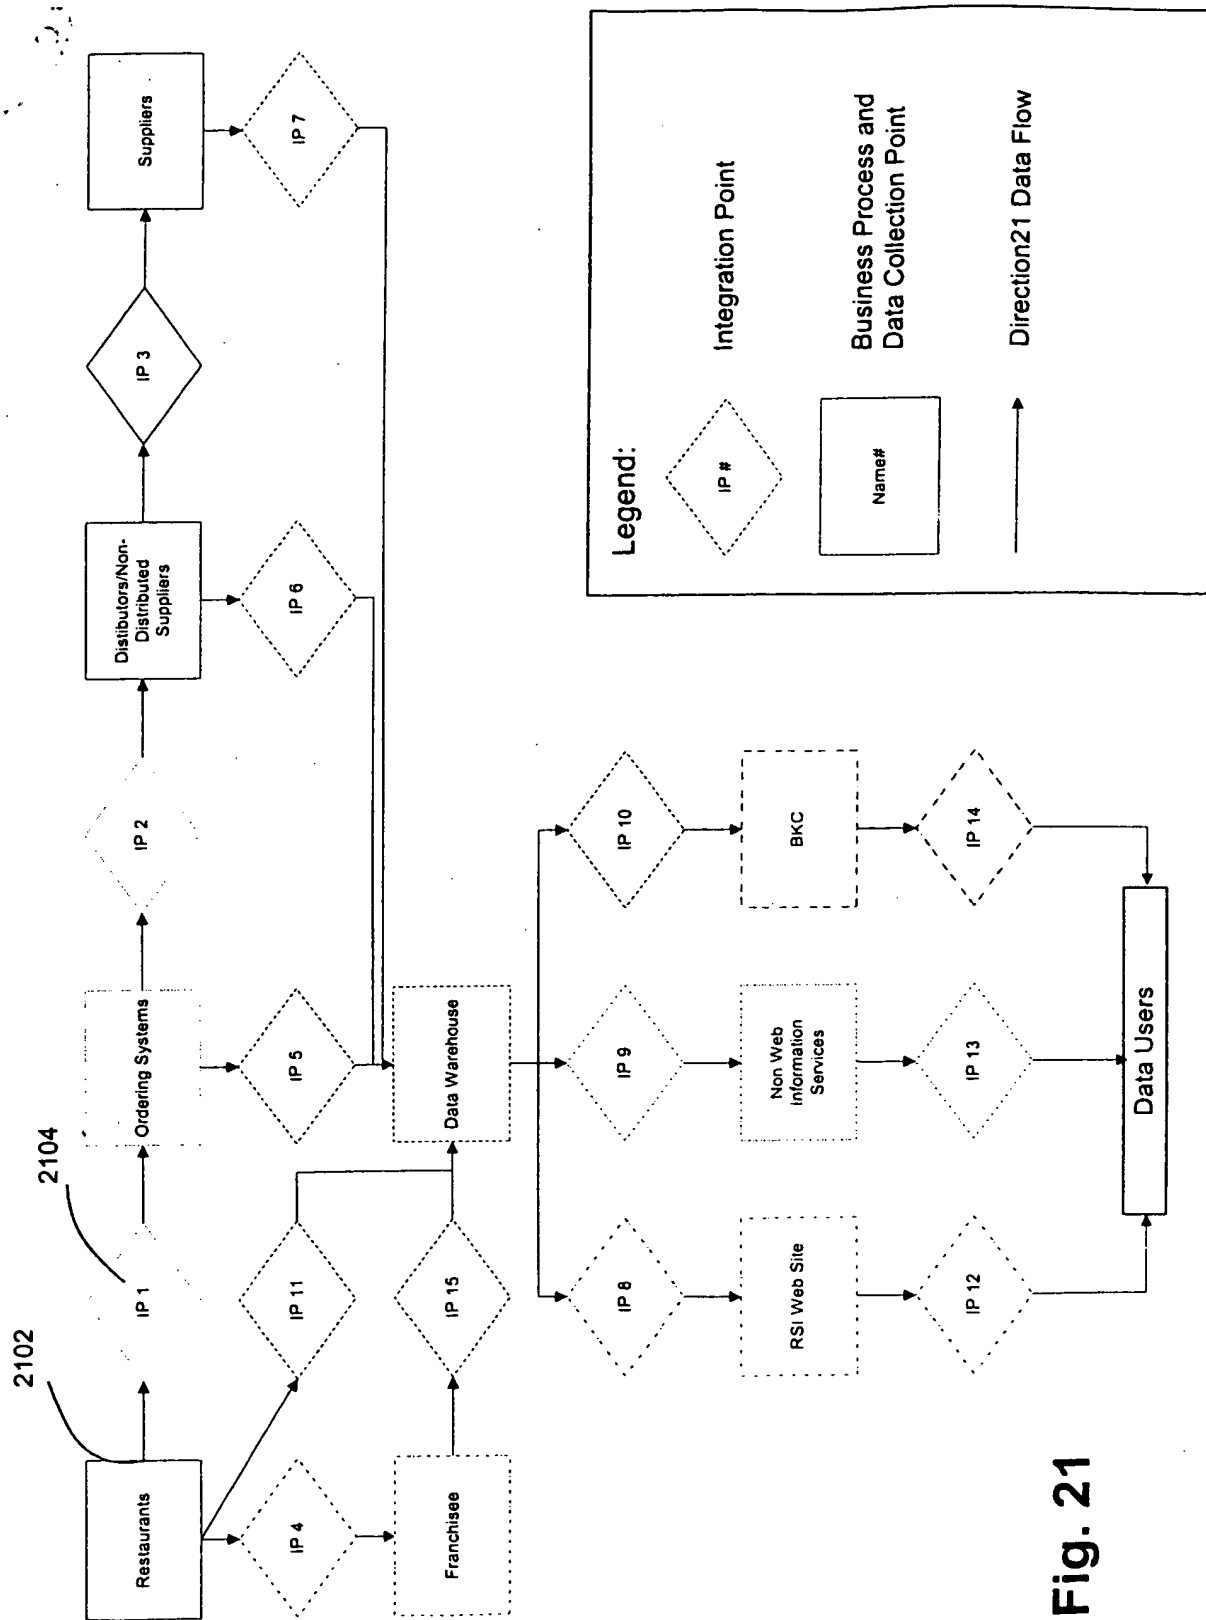 2102
2104
Restaurants
IP 1
Ordering Systems
IP 2
Distibutors/Non-
Distributed
Suppliers
IP 3
Suppliers
IP 4
IP 11
IP 5
IP 6
IP 7
Franchisee
IP 15
Data Warehouse
IP 8
IP 9
IP 10
RSI Web Site
Non Web
Information
Services
BKC
IP 12
IP 13
IP 14
Data Users
Legend:
IP #
Integration Point
Name#
Business Process and
Data Collection Point
Direction21 Data Flow
Fig. 21